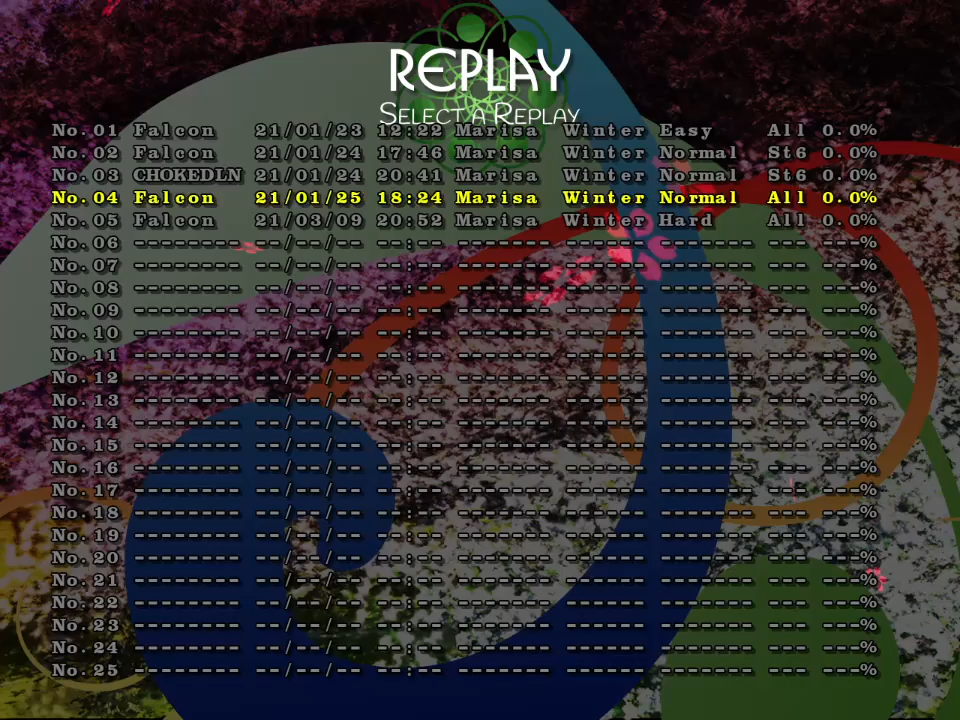 REPLAY
SELECT A REPLAY
No.01 Falcon 21/01/23 12:22 Marisa Winter Easy All 0.0%
No.02 Falcon 21/01/24 17:46 Marisa Winter Normal St6 0.0%
No.03 CHOKEDLN 21/01/24 20:41 Marisa Winter Normal St6 0.0%
No.04 Falcon 21/01/25 18:24 Marisa Winter Normal All 0.0%
No.05 Falcon 21/03/09 20:52 Marisa Winter Hard All 0.0%
No.06 -------- --/--/-- --:-- ------- ------ ------- --- ---%
No.07 -------- --/--/-- --:-- ------- ------ ------- --- ---%
No.08 -------- --/--/-- --:-- ------- ------ ------- --- ---%
No.09 -------- --/--/-- --:-- ------- ------ ------- --- ---%
No.10 -------- --/--/-- --:-- ------- ------ ------- --- ---%
No.11 -------- --/--/-- --:-- ------- ------ ------- --- ---%
No.12 -------- --/--/-- --:-- ------- ------ ------- --- ---%
No.13 -------- --/--/-- --:-- ------- ------ ------- --- ---%
No.14 -------- --/--/-- --:-- ------- ------ ------- --- ---%
No.15 -------- --/--/-- --:-- ------- ------ ------- --- ---%
No.16 -------- --/--/-- --:-- ------- ------ ------- --- ---%
No.17 -------- --/--/-- --:-- ------- ------ ------- --- ---%
No.18 -------- --/--/-- --:-- ------- ------ ------- --- ---%
No.19 -------- --/--/-- --:-- ------- ------ ------- --- ---%
No.20 -------- --/--/-- --:-- ------- ------ ------- --- ---%
No.21 -------- --/--/-- --:-- ------- ------ ------- --- ---%
No.22 -------- --/--/-- --:-- ------- ------ ------- --- ---%
No.23 -------- --/--/-- --:-- ------- ------ ------- --- ---%
No.24 -------- --/--/-- --:-- ------- ------ ------- --- ---%
No.25 -------- --/--/-- --:-- ------- ------ ------- --- ---%